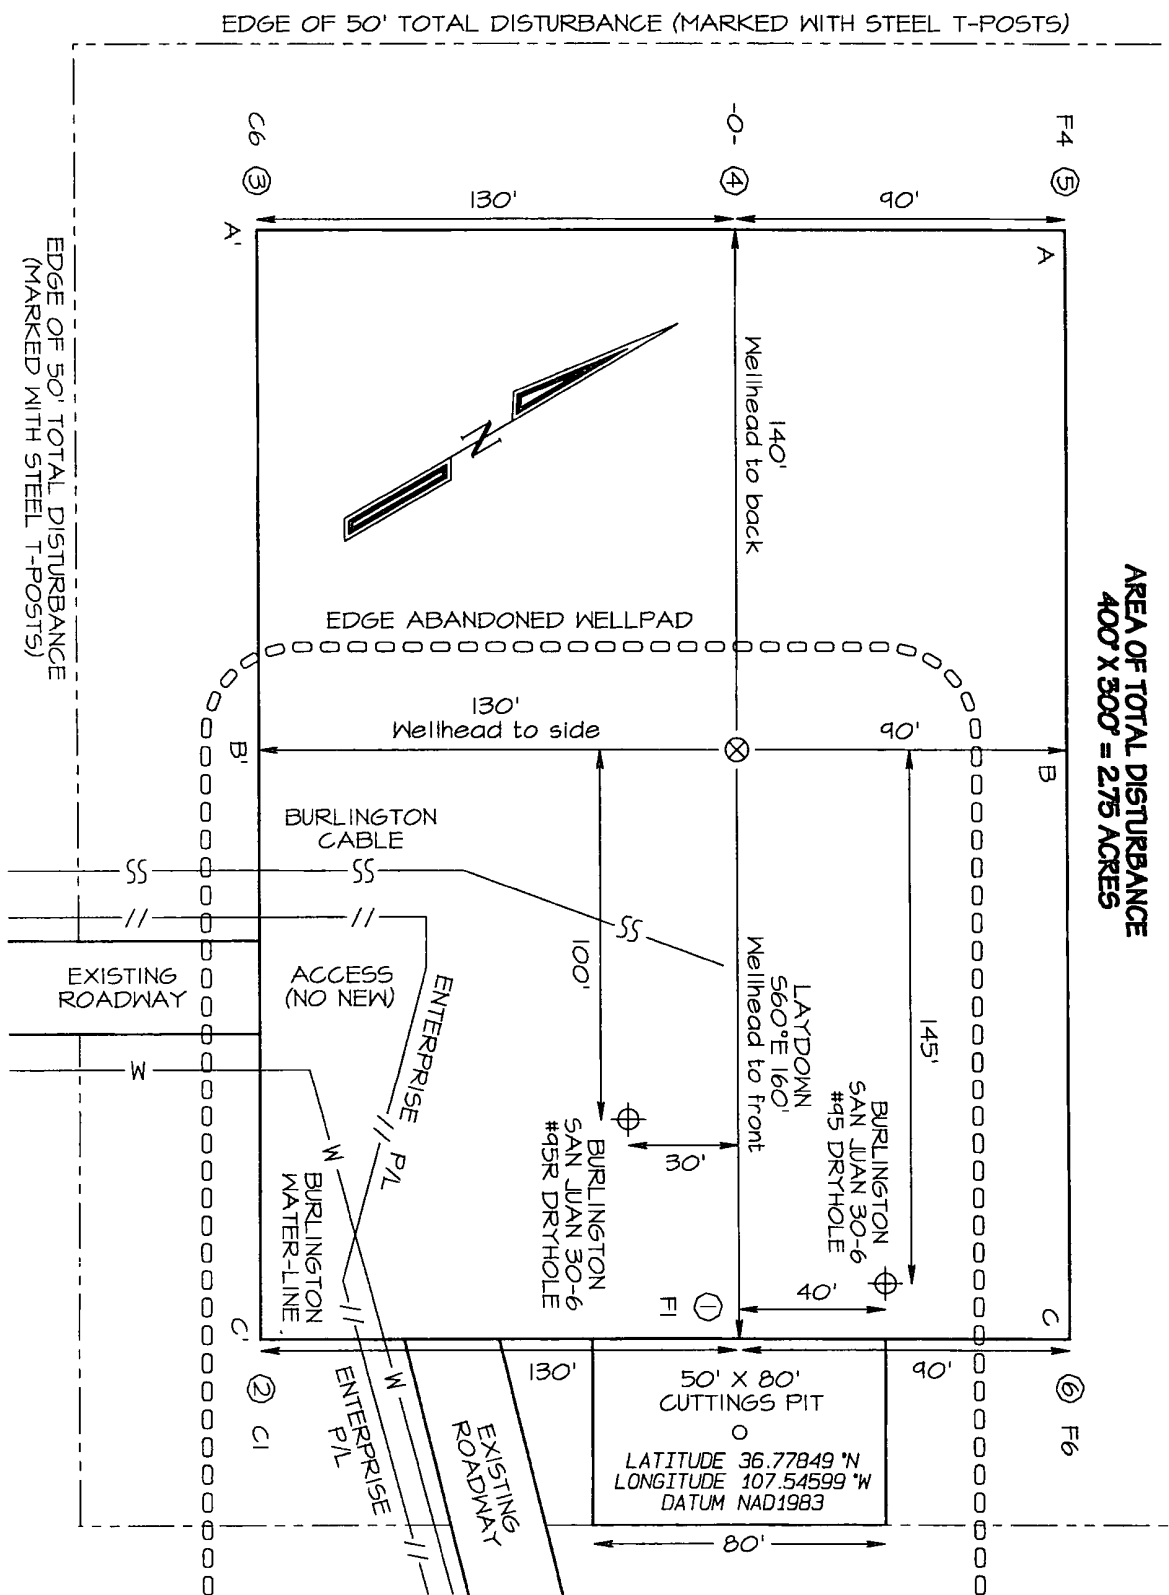 EDGE OF 50' TOTAL DISTURBANCE (MARKED WITH STEEL T-POSTS)
C6
-0-
F4
3
4
5
130'
90'
A'
A
EDGE OF 50' TOTAL DISTURBANCE
(MARKED WITH STEEL T-POSTS)
N
140'
Wellhead to back
AREA OF TOTAL DISTURBANCE
400' X 300' = 2.75 ACRES
EDGE ABANDONED WELLPAD
130'
Wellhead to side
90'
B'
B
BURLINGTON
CABLE
SS
SS
SS
//
//
100'
145'
EXISTING
ROADWAY
ACCESS
(NO NEW)
ENTERPRISE
//
P/L
LAYDOWN
S60°E 160'
Wellhead to front
BURLINGTON
SAN JUAN 30-6
#95 DRYHOLE
W
W
30'
BURLINGTON
SAN JUAN 30-6
#95R DRYHOLE
BURLINGTON
WATER-LINE
40'
F1
1
C'
C
//
130'
90'
2
C1
6
F6
W
ENTERPRISE
P/L
//
EXISTING
ROADWAY
50' X 80'
CUTTINGS PIT
LATITUDE 36.77849 °N
LONGITUDE 107.54599 °W
DATUM NAD1983
80'